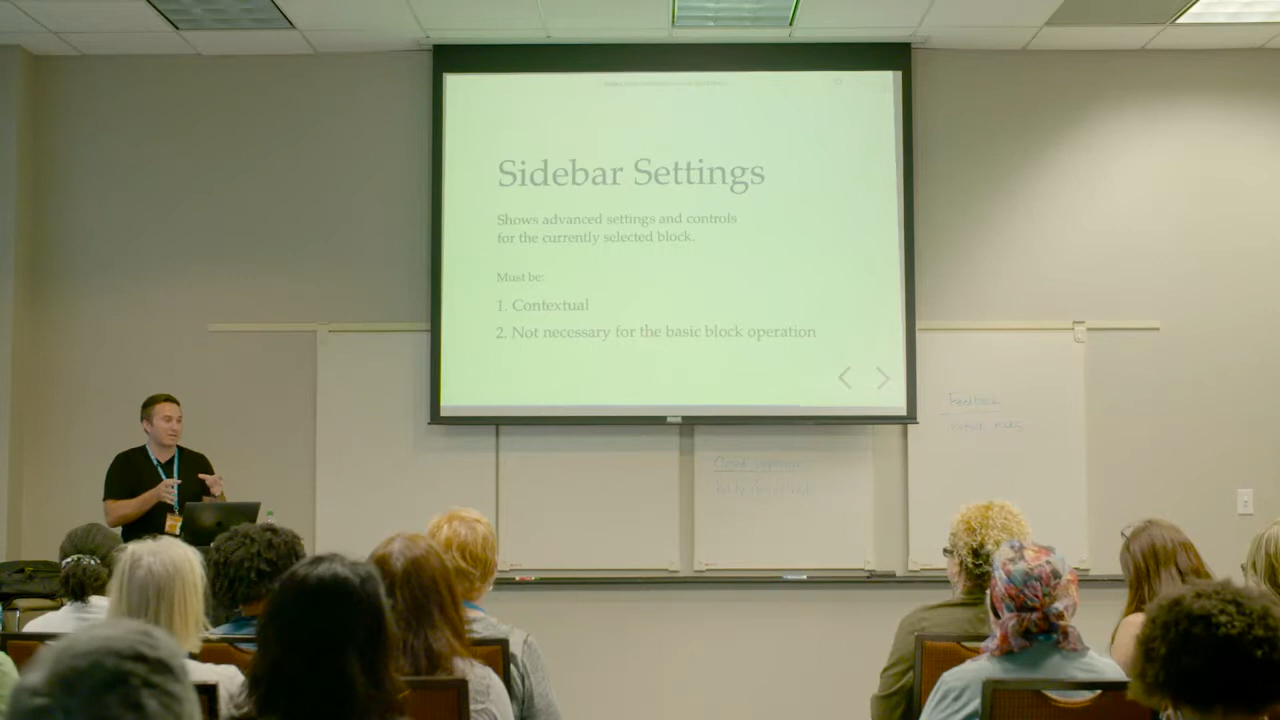 Sidebar Settings
Shows advanced settings and controls
for the currently selected block.
Must be:
1. Contextual
2. Not necessary for the basic block operation
Feedback